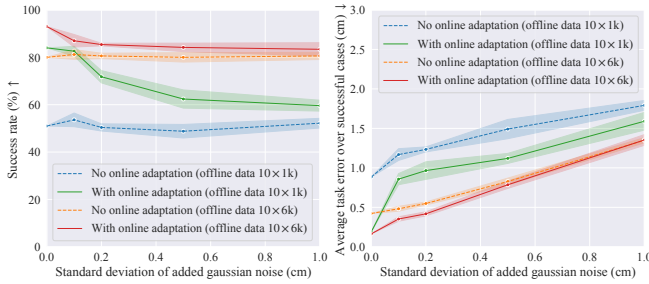 100
80
60
40
20
0
Success rate (%) ↑
No online adaptation (offline data 10×1k)
With online adaptation (offline data 10×1k)
No online adaptation (offline data 10×6k)
With online adaptation (offline data 10×6k)
0.0 0.2 0.4 0.6 0.8 1.0
Standard deviation of added gaussian noise (cm)
3.0
2.5
2.0
1.5
1.0
0.5
0.0
Average task error over successful cases (cm) ↓
No online adaptation (offline data 10×1k)
With online adaptation (offline data 10×1k)
No online adaptation (offline data 10×6k)
With online adaptation (offline data 10×6k)
0.0 0.2 0.4 0.6 0.8 1.0
Standard deviation of added gaussian noise (cm)